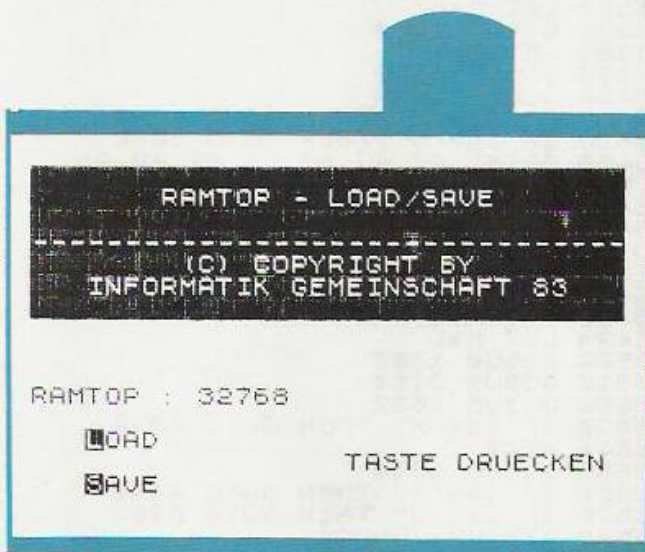 RAMTOP - LOAD/SAVE
--------------------------------
(C) COPYRIGHT BY
INFORMATIK GEMEINSCHAFT 83
RAMTOP : 32768
LOAD
TASTE DRUECKEN
SAVE